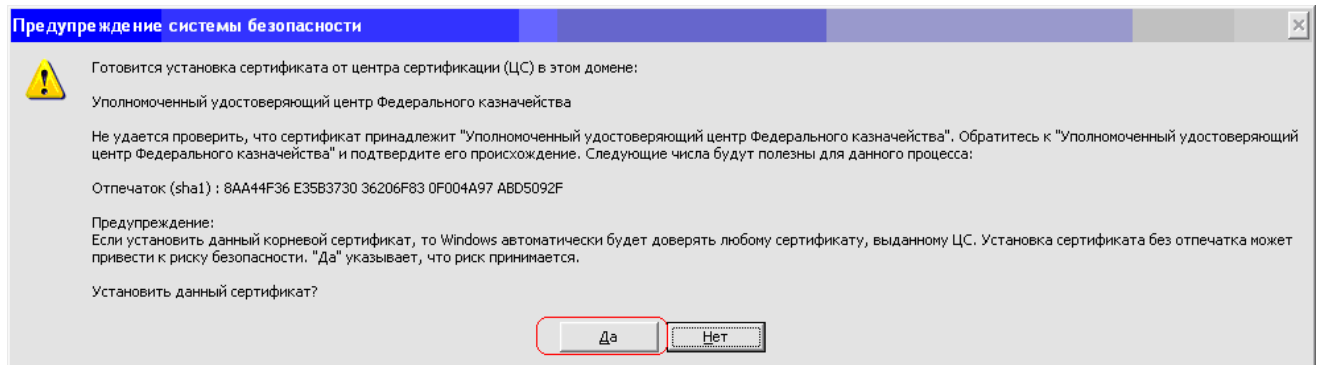 Предупреждение системы безопасности
Готовится установка сертификата от центра сертификации (ЦС) в этом домене:
Уполномоченный удостоверяющий центр Федерального казначейства
Не удается проверить, что сертификат принадлежит "Уполномоченный удостоверяющий центр Федерального казначейства". Обратитесь к "Уполномоченный удостоверяющий
центр Федерального казначейства" и подтвердите его происхождение. Следующие числа будут полезны для данного процесса:
Отпечаток (sha1) : 8AA44F36 E35B3730 36206F83 0F004A97 ABD5092F
Предупреждение:
Если установить данный корневой сертификат, то Windows автоматически будет доверять любому сертификату, выданному ЦС. Установка сертификата без отпечатка может
привести к риску безопасности. "Да" указывает, что риск принимается.
Установить данный сертификат?
Да Нет